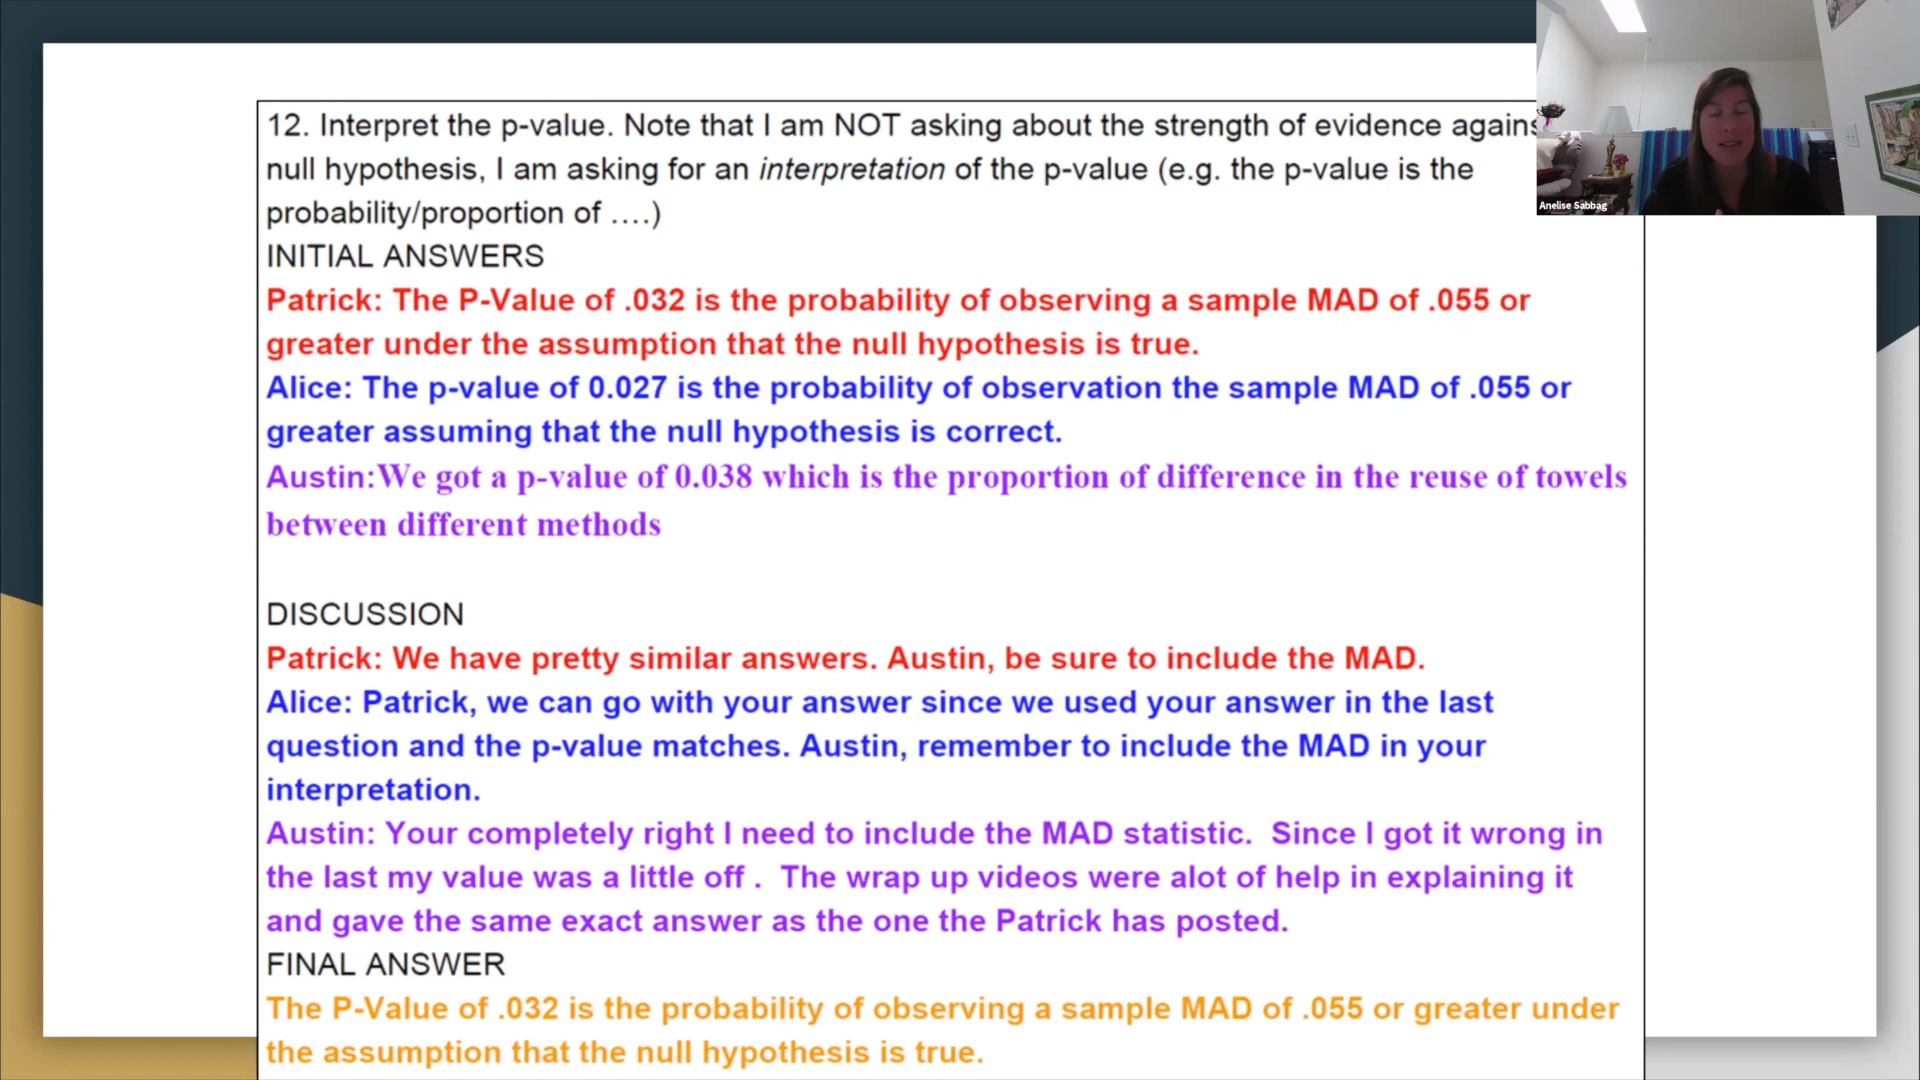 12. Interpret the p-value. Note that I am NOT asking about the strength of evidence
null hypothesis, I am asking for an interpretation of the p-value (e.g. the p-value is the
probability/proportion of ….)
INITIAL ANSWERS
Patrick: The P-Value of .032 is the probability of observing a sample MAD of .055 or
greater under the assumption that the null hypothesis is true.
Alice: The p-value of 0.027 is the probability of observation the sample MAD of .055 or
greater assuming that the null hypothesis is correct.
Austin:We got a p-value of 0.038 which is the proportion of difference in the reuse of towels
between different methods
DISCUSSION
Patrick: We have pretty similar answers. Austin, be sure to include the MAD.
Alice: Patrick, we can go with your answer since we used your answer in the last
question and the p-value matches. Austin, remember to include the MAD in your
interpretation.
Austin: Your completely right I need to include the MAD statistic.  Since I got it wrong in
the last my value was a little off .  The wrap up videos were alot of help in explaining it
and gave the same exact answer as the one the Patrick has posted.
FINAL ANSWER
The P-Value of .032 is the probability of observing a sample MAD of .055 or greater under
the assumption that the null hypothesis is true.
Anelise Sabbag